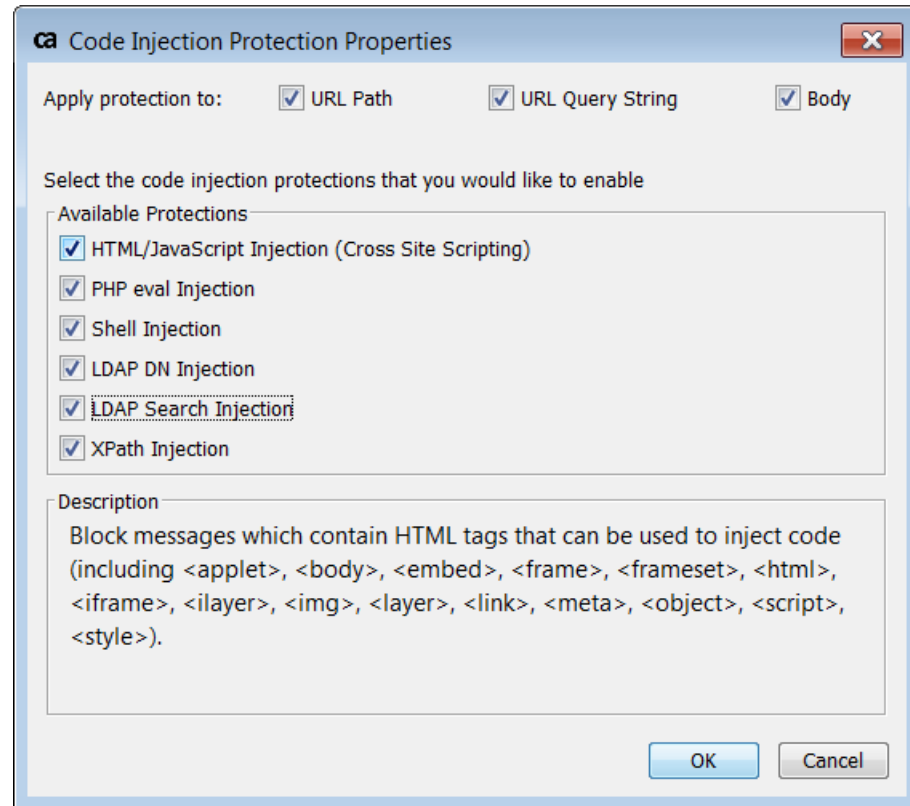 ca Code Injection Protection Properties
Apply protection to: URL Path URL Query String Body
Select the code injection protections that you would like to enable
Available Protections
HTML/JavaScript Injection (Cross Site Scripting)
PHP eval Injection
Shell Injection
LDAP DN Injection
LDAP Search Injection
XPath Injection
Description
Block messages which contain HTML tags that can be used to inject code
(including <applet>, <body>, <embed>, <frame>, <frameset>, <html>,
<iframe>, <ilayer>, <img>, <layer>, <link>, <meta>, <object>, <script>,
<style>).
OK Cancel